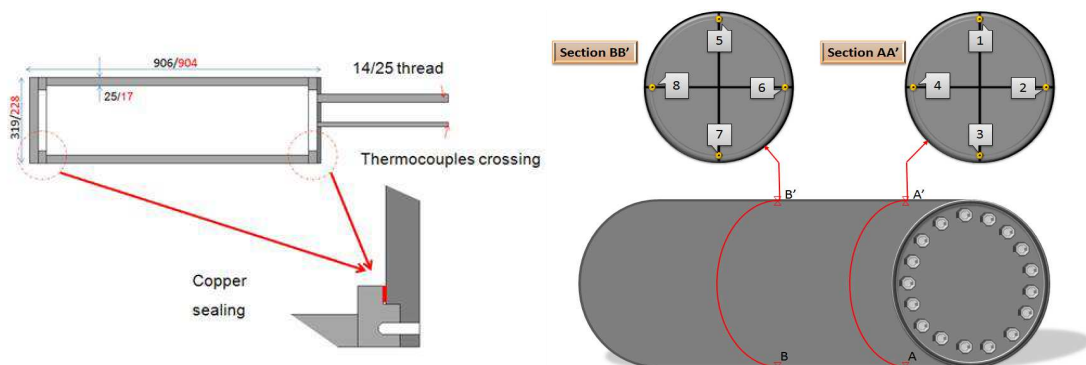 906/904
14/25 thread
25/17
319/228
Thermocouples crossing
Copper
sealing
Section BB'
5
8
6
7
Section AA'
1
4
2
3
B'
A'
B
A